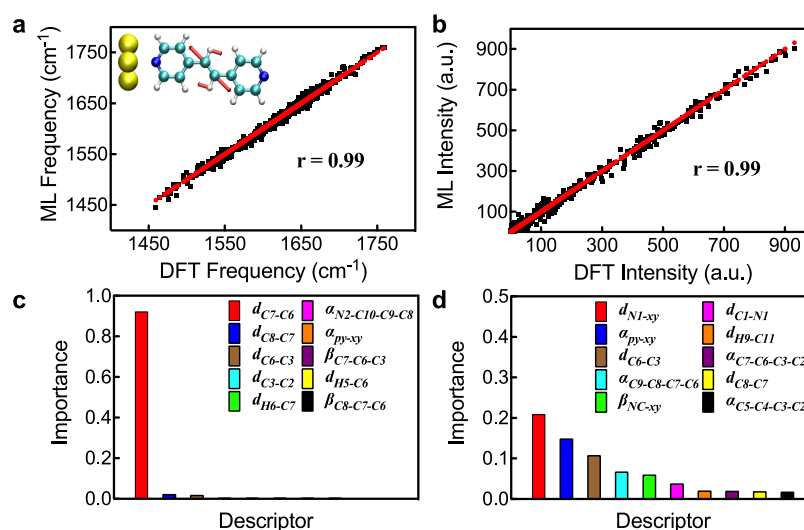 a
ML Frequency (cm⁻¹)
1750
1650
1550
1450
r = 0.99
1450 1550 1650 1750
DFT Frequency (cm⁻¹)
b
ML Intensity (a.u.)
900
700
500
300
100
r = 0.99
100 300 500 700 900
DFT Intensity (a.u.)
c
Importance
1.0
0.8
0.6
0.4
0.2
0.0
d_C7-C6 α_N2-C10-C9-C8
d_C8-C7 α_py-xy
d_C6-C3 β_C7-C6-C3
d_C3-C2 d_H5-C6
d_H6-C7 β_C8-C7-C6
Descriptor
d
Importance
0.5
0.4
0.3
0.2
0.1
0.0
d_N1-xy d_C1-N1
α_py-xy d_H9-C11
d_C6-C3 α_C7-C6-C3-C2
α_C9-C8-C7-C6 d_C8-C7
β_NC-xy α_C5-C4-C3-C2
Descriptor